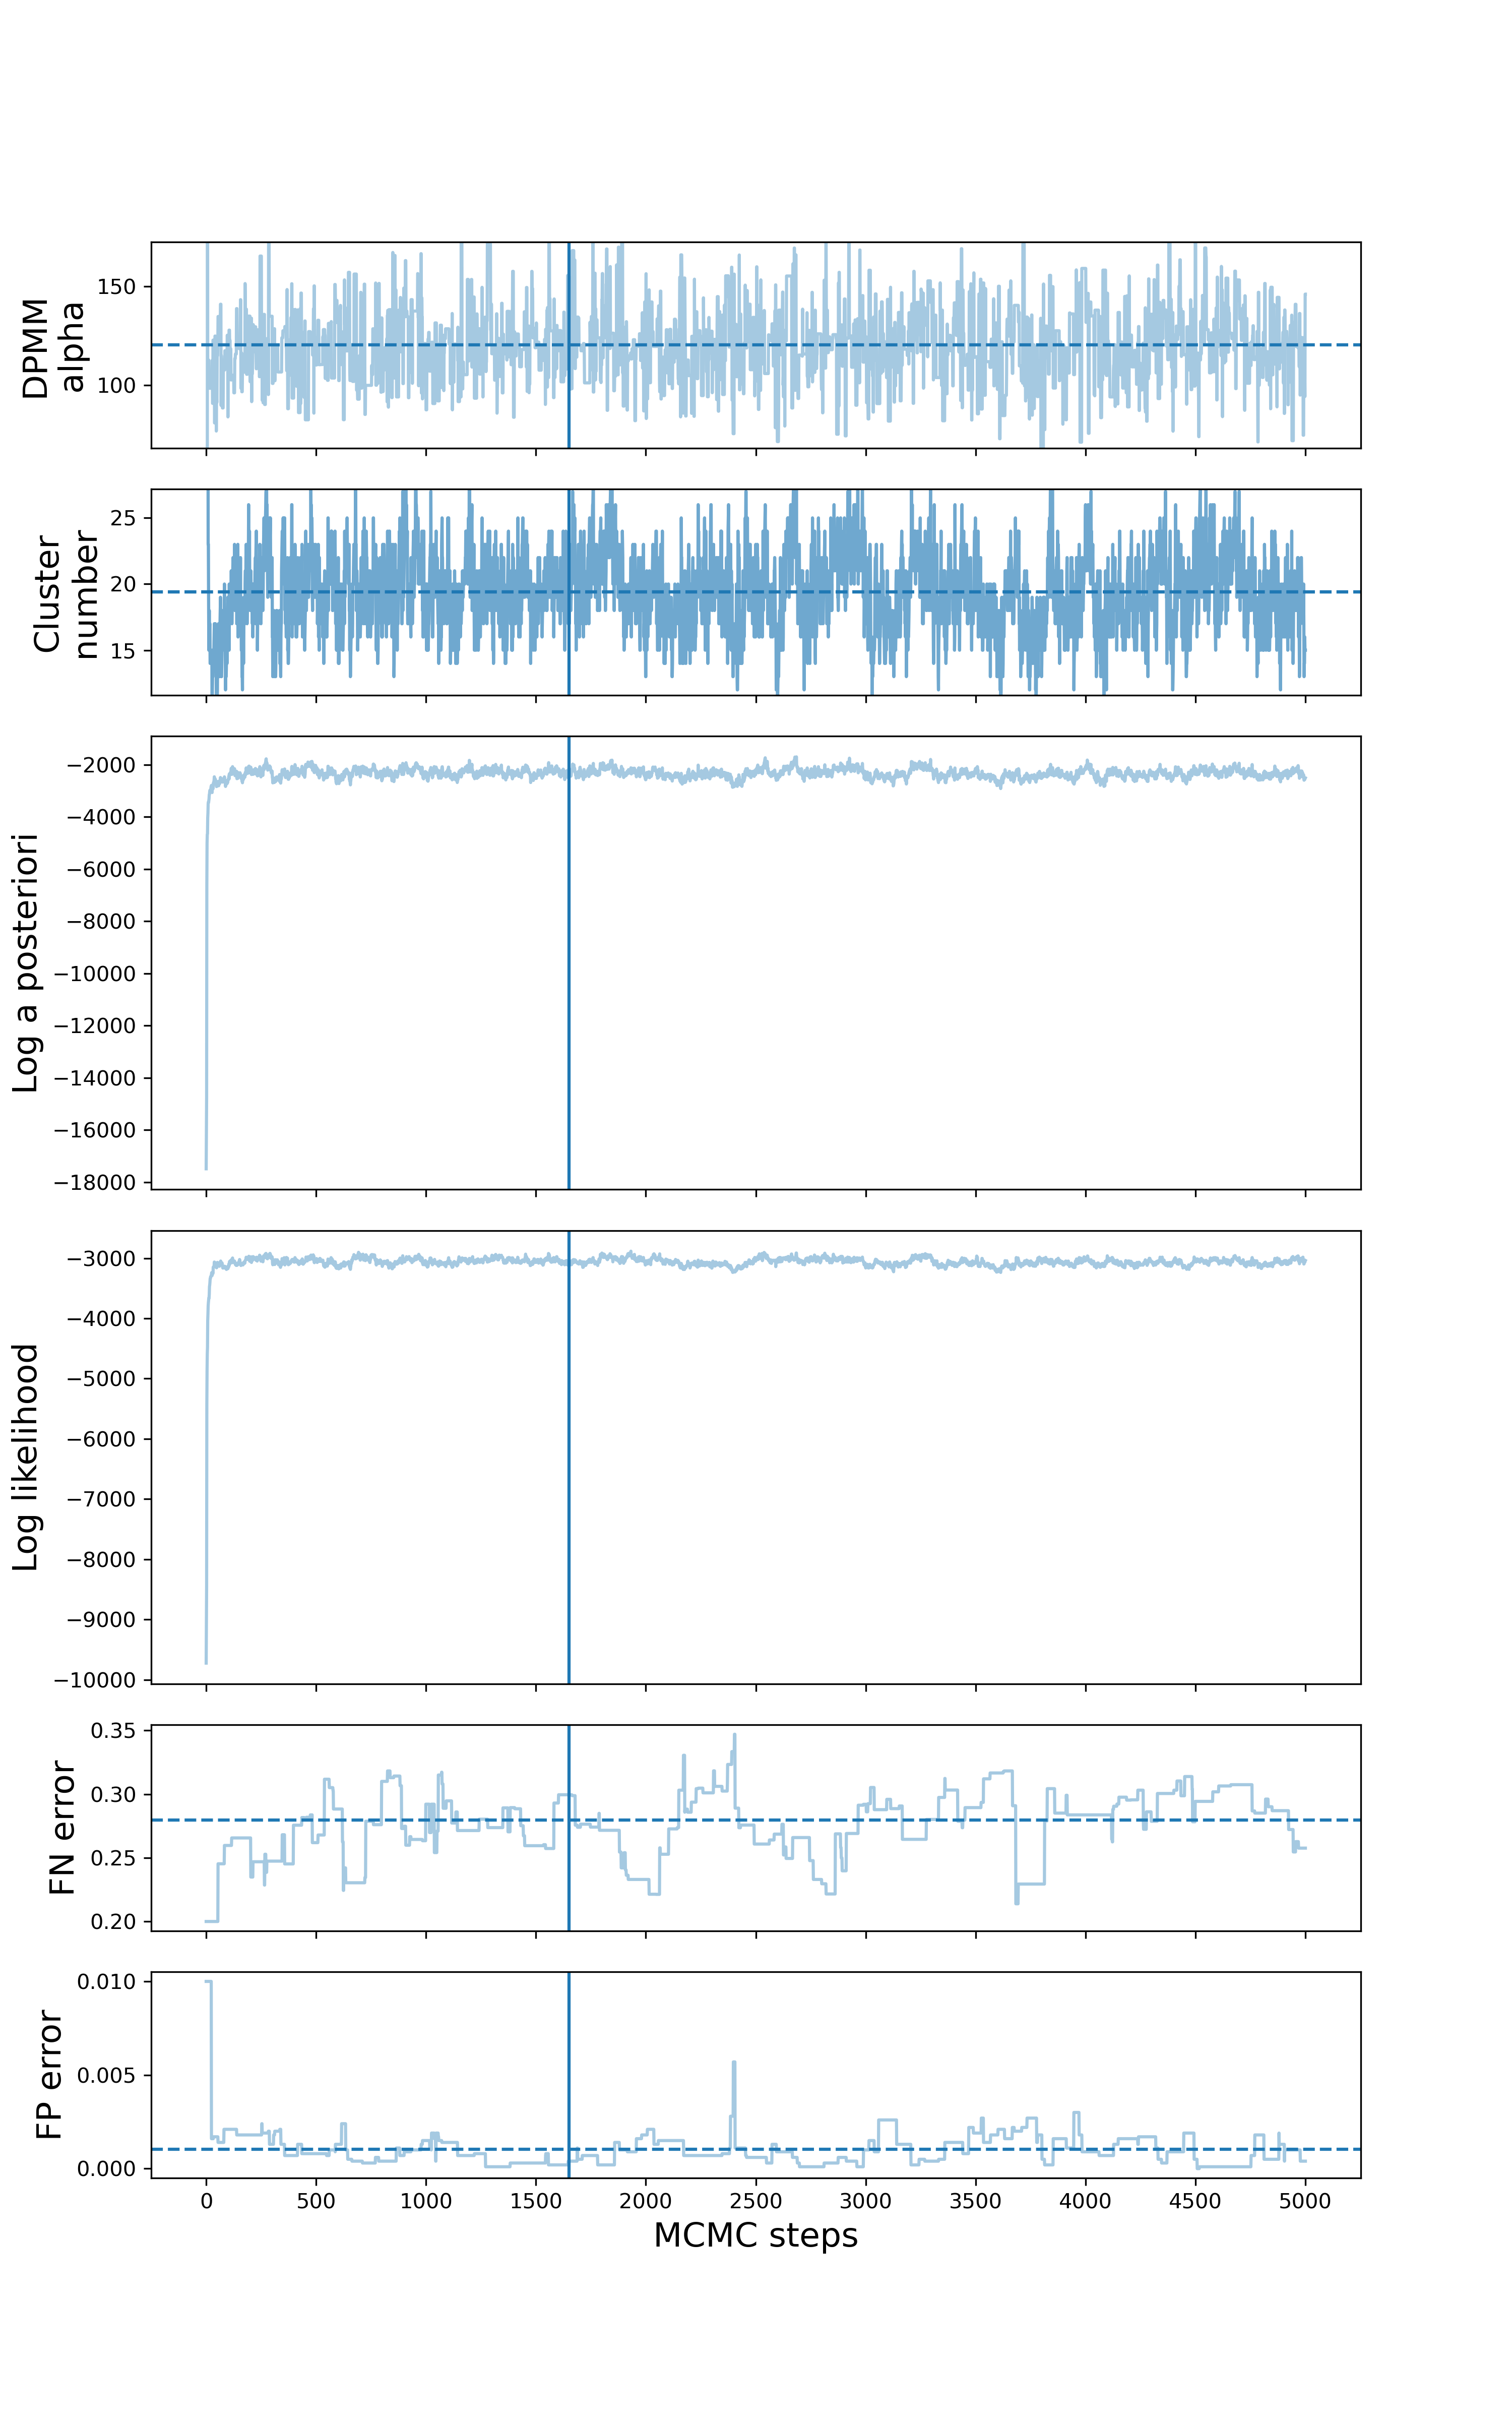 DPMM
alpha
150
100
Cluster
number
25
20
15
Log a posteriori
−2000
−4000
−6000
−8000
−10000
−12000
−14000
−16000
−18000
Log likelihood
−3000
−4000
−5000
−6000
−7000
−8000
−9000
−10000
FN error
0.35
0.30
0.25
0.20
FP error
0.010
0.005
0.000
0 500 1000 1500 2000 2500 3000 3500 4000 4500 5000
MCMC steps